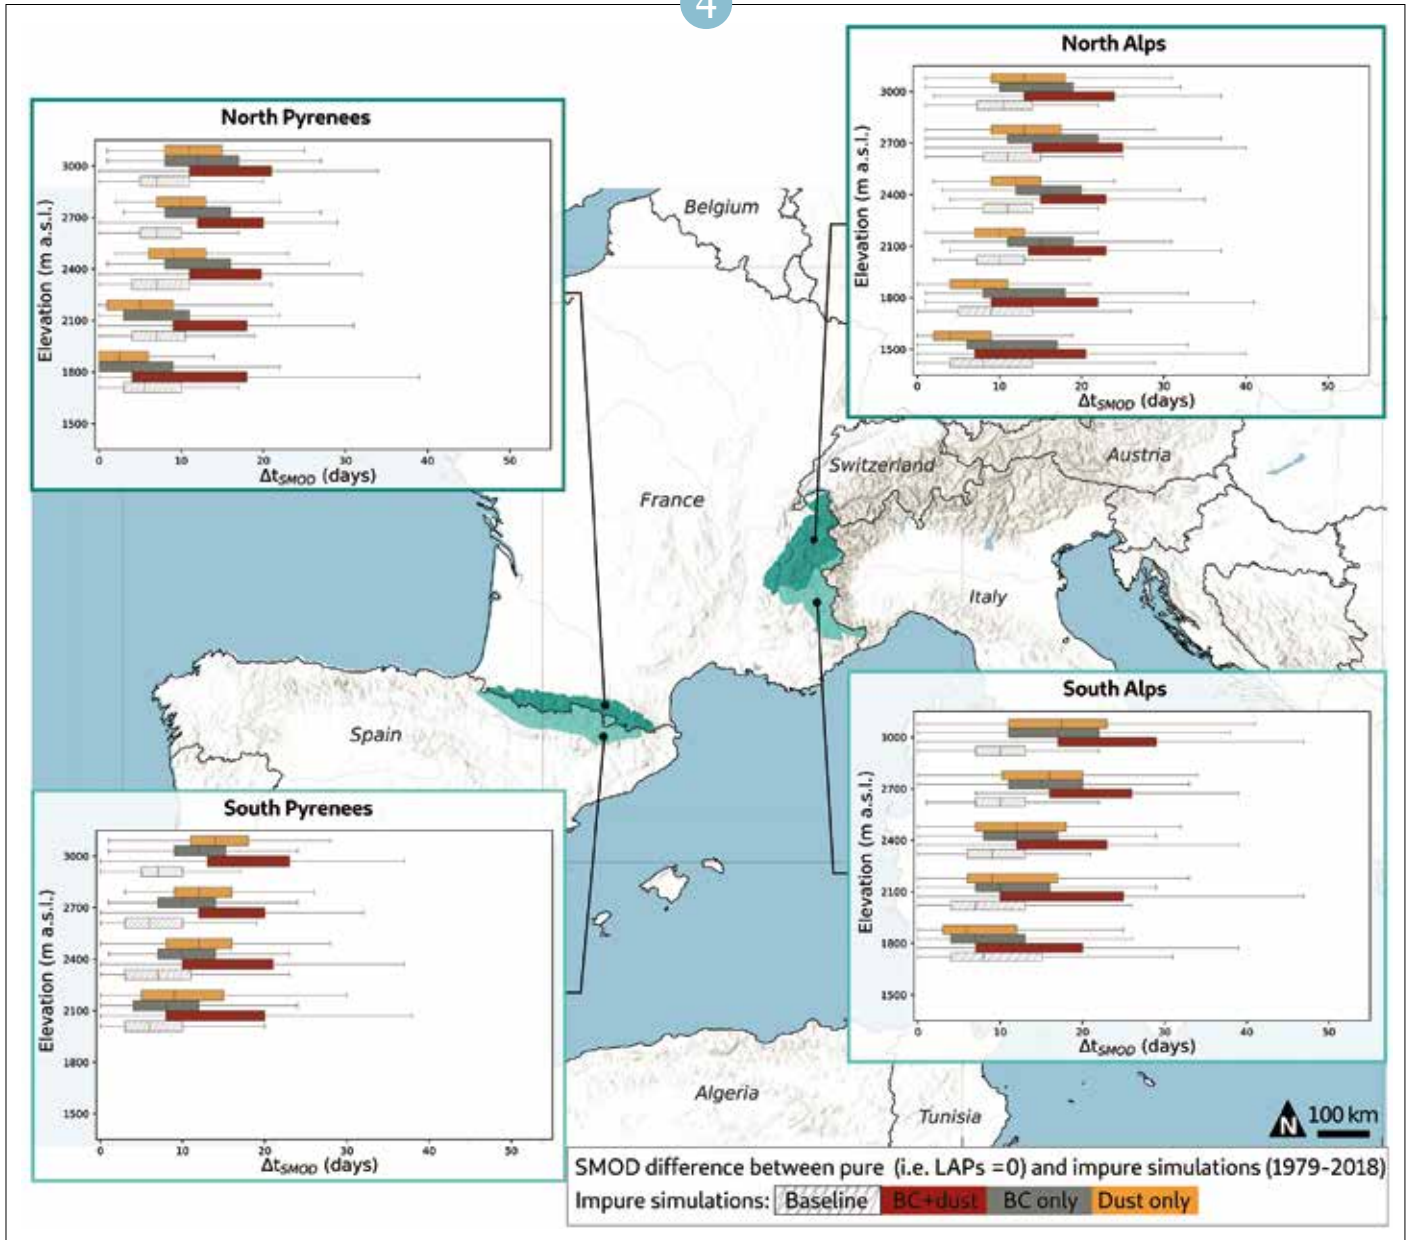 4
North Pyrenees
Elevation (m a.s.l.)
3000
2700
2400
2100
1800
1500
0 10 20 30 40 50
Δt_SMOD (days)
North Alps
Elevation (m a.s.l.)
3000
2700
2400
2100
1800
1500
0 10 20 30 40 50
Δt_SMOD (days)
Belgium
France
Switzerland
Austria
Italy
Spain
Algeria
Tunisia
South Pyrenees
Elevation (m a.s.l.)
3000
2700
2400
2100
1800
1500
0 10 20 30 40 50
Δt_SMOD (days)
South Alps
Elevation (m a.s.l.)
3000
2700
2400
2100
1800
1500
0 10 20 30 40 50
Δt_SMOD (days)
N 100 km
SMOD difference between pure (i.e. LAPs =0) and impure simulations (1979-2018)
Impure simulations: Baseline BC+dust BC only Dust only